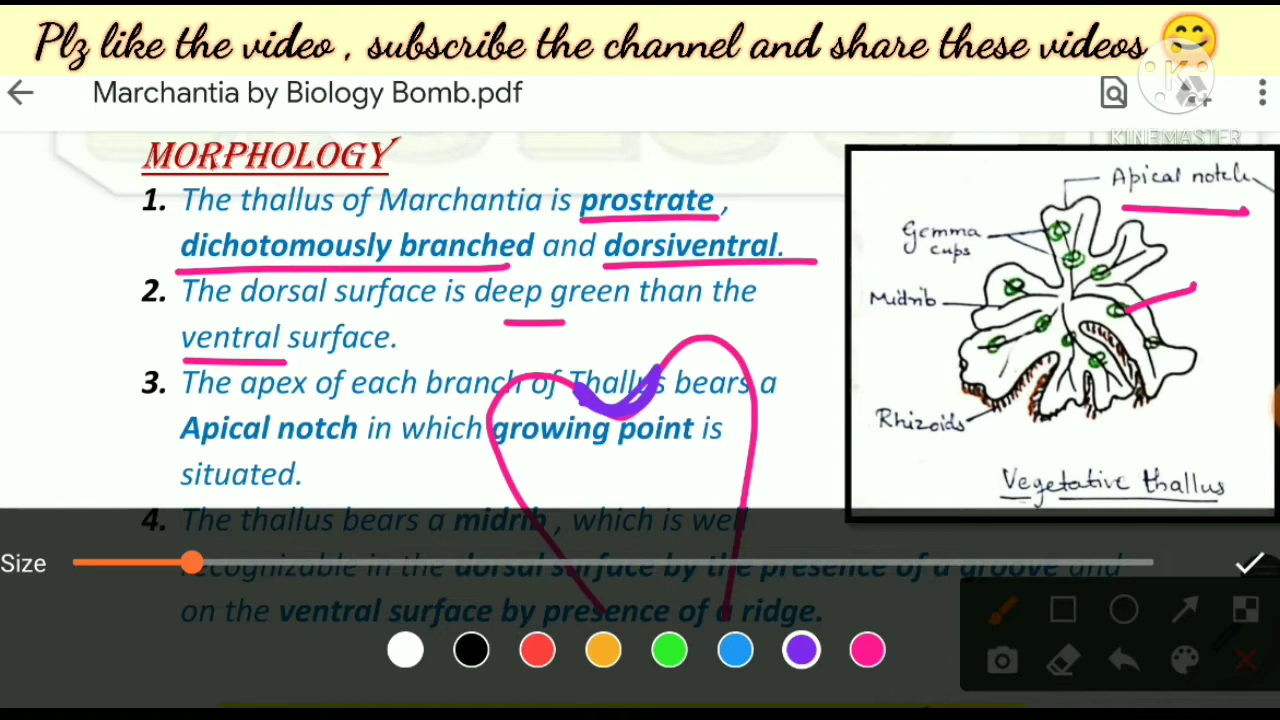 Plz like the video , subscribe the channel and share these videos 😊
Marchantia by Biology Bomb.pdf
KINEMASTER
MORPHOLOGY
1. The thallus of Marchantia is prostrate ,
dichotomously branched and dorsiventral.
2. The dorsal surface is deep green than the
ventral surface.
3. The apex of each branch of Thallus bears a
Apical notch in which growing point is
situated.
4. The thallus bears a midrib , which is well
recognizable in the dorsal surface by the presence of a groove and
on the ventral surface by presence of a ridge.
Apical notch
Gemma
cups
Midrib
Rhizoids
Vegetative thallus
Size